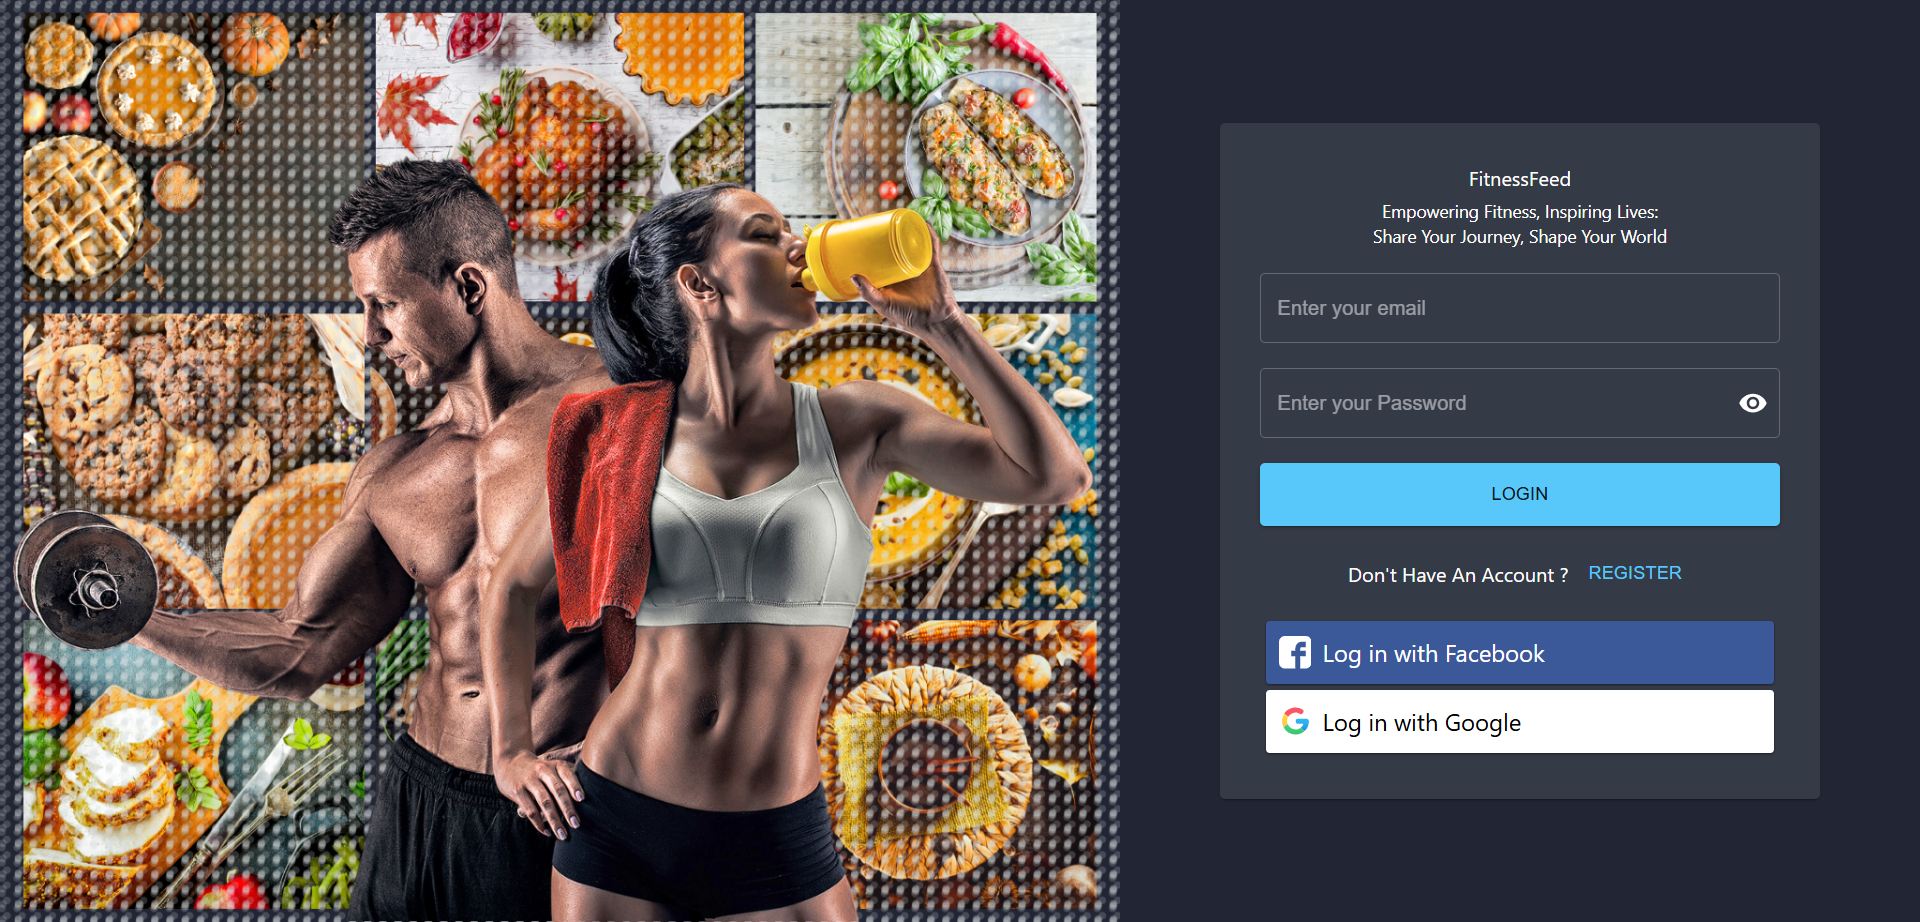 FitnessFeed
Empowering Fitness, Inspiring Lives:
Share Your Journey, Shape Your World
Enter your email
Enter your Password
LOGIN
Don't Have An Account ? REGISTER
Log in with Facebook
Log in with Google